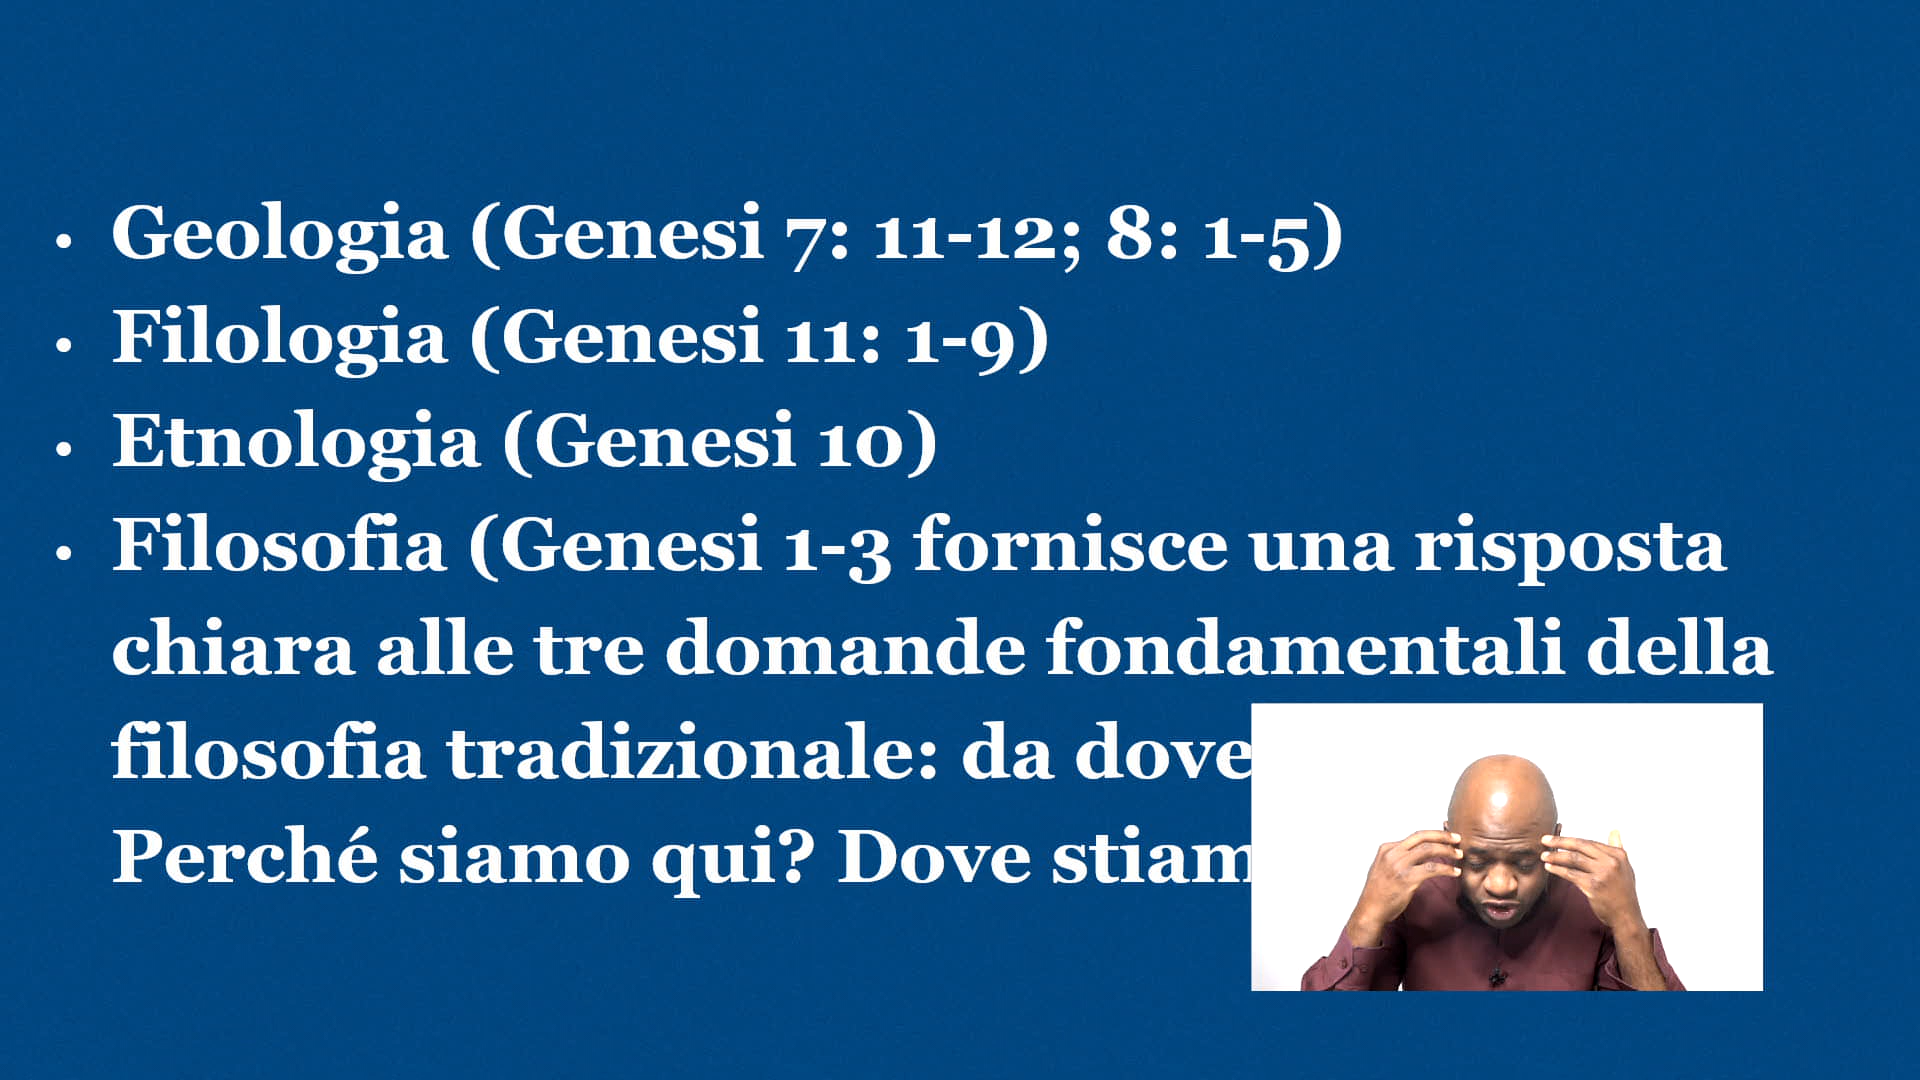 • Geologia (Genesi 7: 11-12; 8: 1-5)
• Filologia (Genesi 11: 1-9)
• Etnologia (Genesi 10)
• Filosofia (Genesi 1-3 fornisce una risposta
chiara alle tre domande fondamentali della
filosofia tradizionale: da dove
Perché siamo qui? Dove stiam